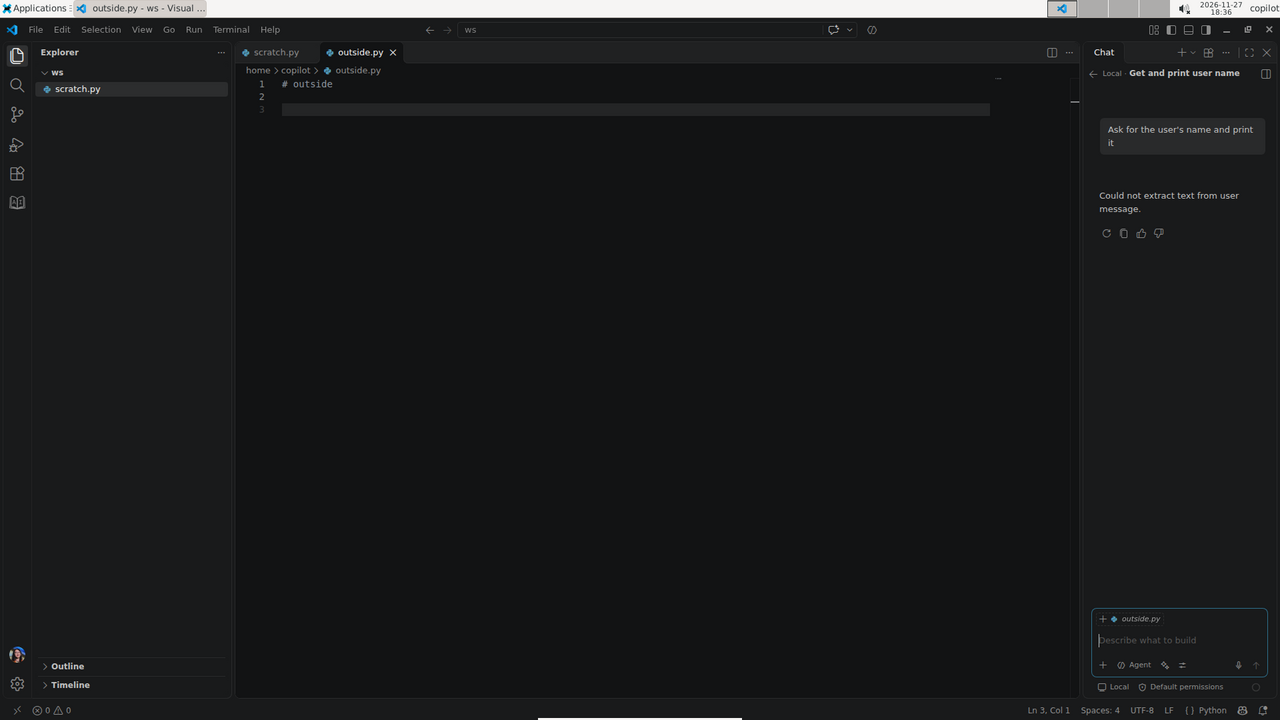 Applications
outside.py - ws - Visual ...
2026-11-27
18:36
copilot
File Edit Selection View Go Run Terminal Help
ws
Explorer
ws
scratch.py
Outline
Timeline
scratch.py
outside.py
home > copilot > outside.py
1 # outside
2
3
Chat
Local
Get and print user name
Ask for the user's name and print
it
Could not extract text from user
message.
outside.py
Describe what to build
Agent
Local
Default permissions
0 0
Ln 3, Col 1
Spaces: 4
UTF-8
LF
{ } Python